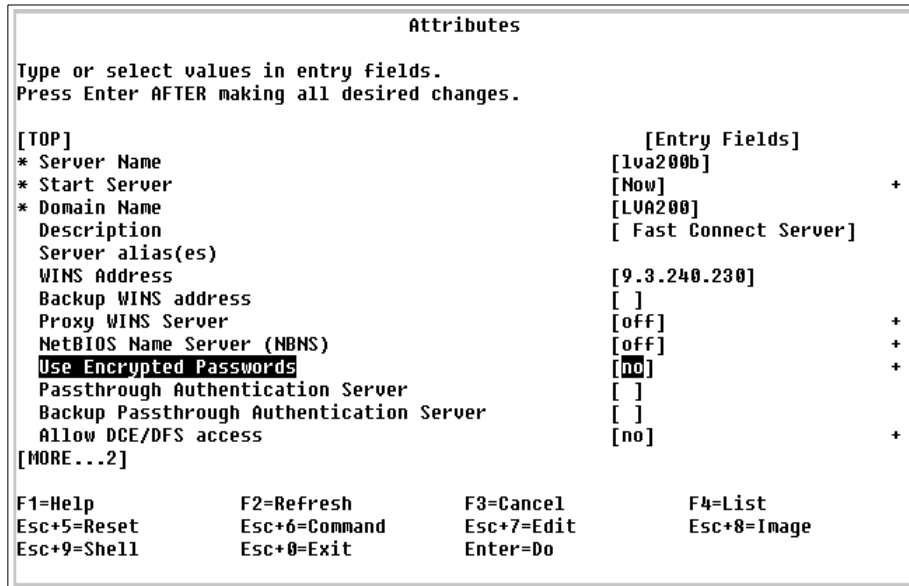 Attributes
Type or select values in entry fields.
Press Enter AFTER making all desired changes.
[TOP] [Entry Fields]
* Server Name [lva200b]
* Start Server [Now] +
* Domain Name [LVA200]
Description [ Fast Connect Server]
Server alias(es)
WINS Address [9.3.240.230]
Backup WINS address [ ]
Proxy WINS Server [off] +
NetBIOS Name Server (NBNS) [off] +
Use Encrypted Passwords [no] +
Passthrough Authentication Server [ ]
Backup Passthrough Authentication Server [ ]
Allow DCE/DFS access [no] +
[MORE...2]
F1=Help F2=Refresh F3=Cancel F4=List
Esc+5=Reset Esc+6=Command Esc+7=Edit Esc+8=Image
Esc+9=Shell Esc+0=Exit Enter=Do